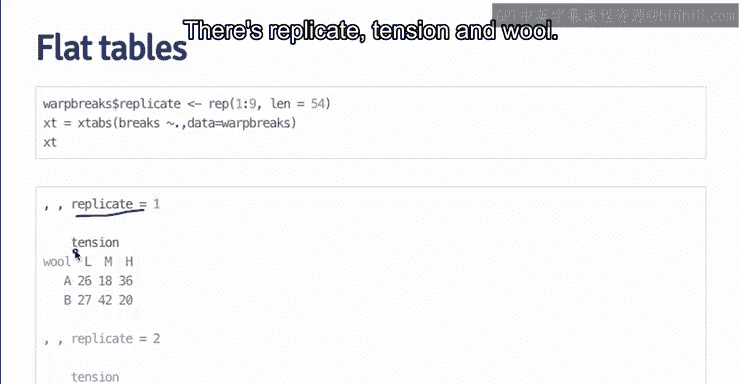 There's replicate, tension and wool.
Flat tables
warpbreaks$replicate <- rep(1:9, len = 54)
xt = xtabs(breaks ~.,data=warpbreaks)
xt
, , replicate = 1
tension
wool L M H
A 26 18 36
B 27 42 20
, , replicate = 2
tension